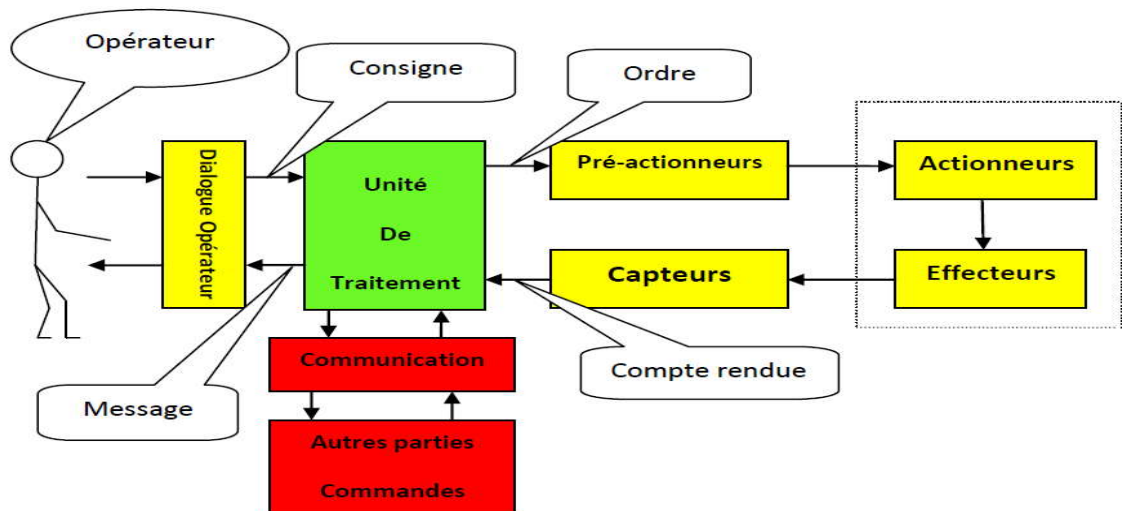 Opérateur
Consigne
Ordre
Dialogue Opérateur
Unité
De
Traitement
Pré-actionneurs
Actionneurs
Capteurs
Effecteurs
Communication
Compte rendue
Message
Autres parties
Commandes